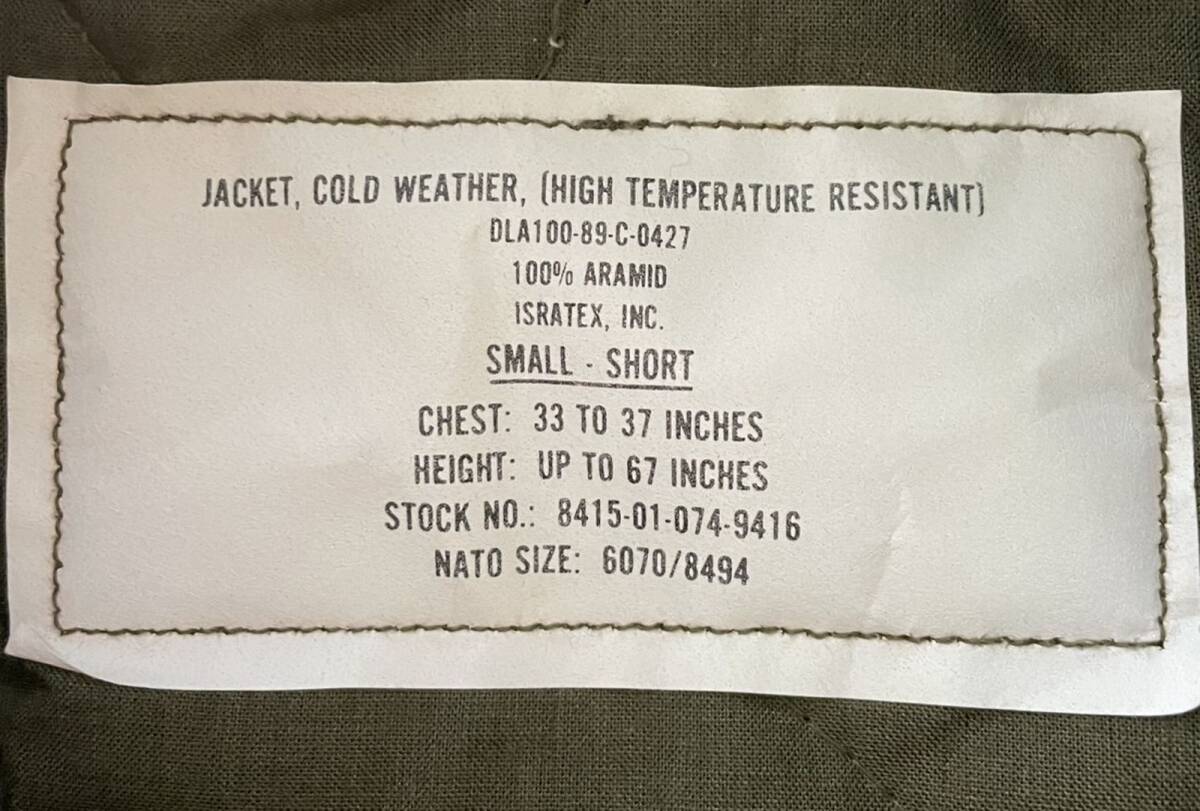 JACKET, COLD WEATHER, (HIGH TEMPERATURE RESISTANT)
DLA100-89-C-0427
100% ARAMID
ISRATEX, INC.
SMALL - SHORT
CHEST: 33 TO 37 INCHES
HEIGHT: UP TO 67 INCHES
STOCK NO.: 8415-01-074-9416
NATO SIZE: 6070/8494